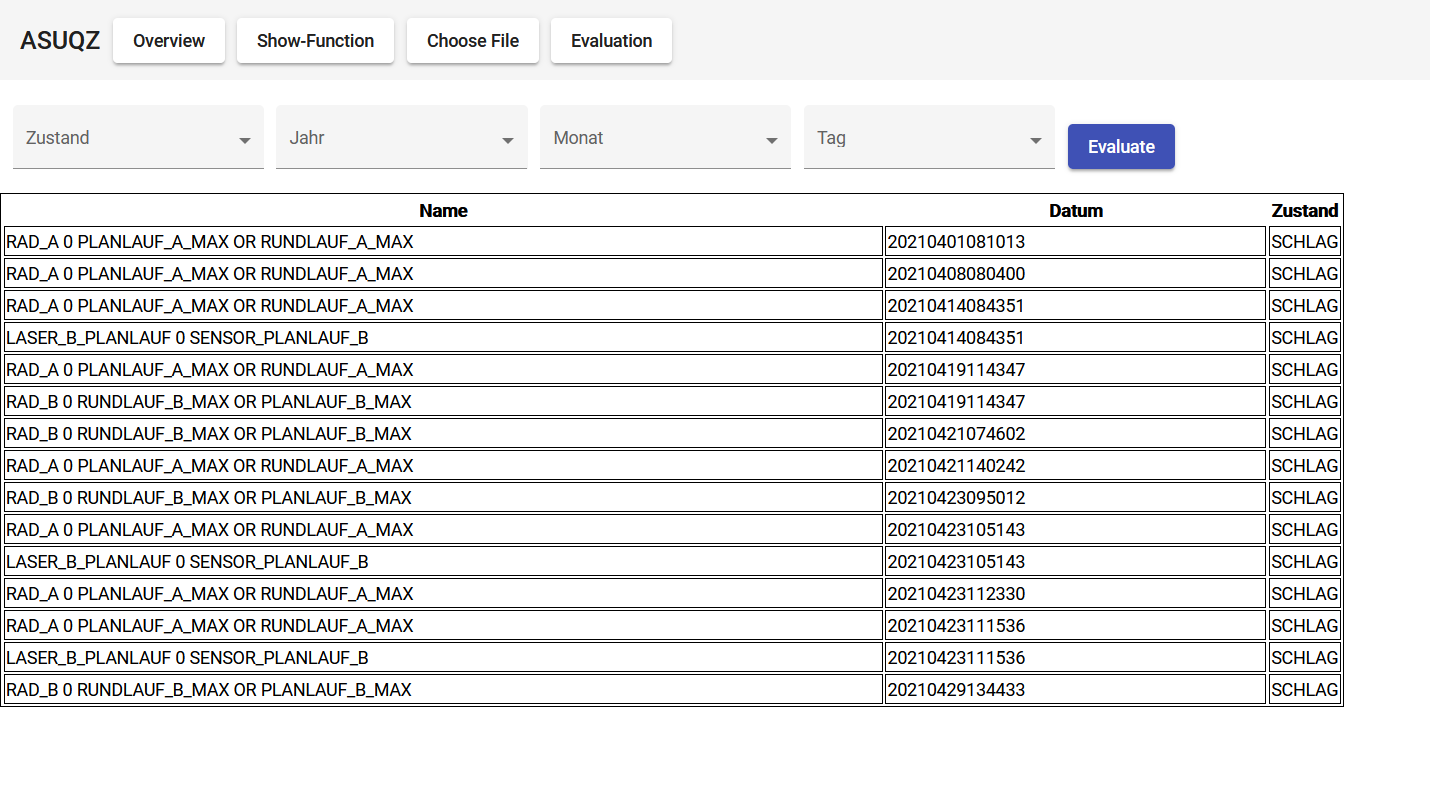 ASUQZ Overview Show-Function Choose File Evaluation
Zustand Jahr Monat Tag Evaluate
Name Datum Zustand
RAD_A 0 PLANLAUF_A_MAX OR RUNDLAUF_A_MAX 20210401081013 SCHLAG
RAD_A 0 PLANLAUF_A_MAX OR RUNDLAUF_A_MAX 20210408080400 SCHLAG
RAD_A 0 PLANLAUF_A_MAX OR RUNDLAUF_A_MAX 20210414084351 SCHLAG
LASER_B_PLANLAUF 0 SENSOR_PLANLAUF_B 20210414084351 SCHLAG
RAD_A 0 PLANLAUF_A_MAX OR RUNDLAUF_A_MAX 20210419114347 SCHLAG
RAD_B 0 RUNDLAUF_B_MAX OR PLANLAUF_B_MAX 20210419114347 SCHLAG
RAD_B 0 RUNDLAUF_B_MAX OR PLANLAUF_B_MAX 20210421074602 SCHLAG
RAD_A 0 PLANLAUF_A_MAX OR RUNDLAUF_A_MAX 20210421140242 SCHLAG
RAD_B 0 RUNDLAUF_B_MAX OR PLANLAUF_B_MAX 20210423095012 SCHLAG
RAD_A 0 PLANLAUF_A_MAX OR RUNDLAUF_A_MAX 20210423105143 SCHLAG
LASER_B_PLANLAUF 0 SENSOR_PLANLAUF_B 20210423105143 SCHLAG
RAD_A 0 PLANLAUF_A_MAX OR RUNDLAUF_A_MAX 20210423112330 SCHLAG
RAD_A 0 PLANLAUF_A_MAX OR RUNDLAUF_A_MAX 20210423111536 SCHLAG
LASER_B_PLANLAUF 0 SENSOR_PLANLAUF_B 20210423111536 SCHLAG
RAD_B 0 RUNDLAUF_B_MAX OR PLANLAUF_B_MAX 20210429134433 SCHLAG